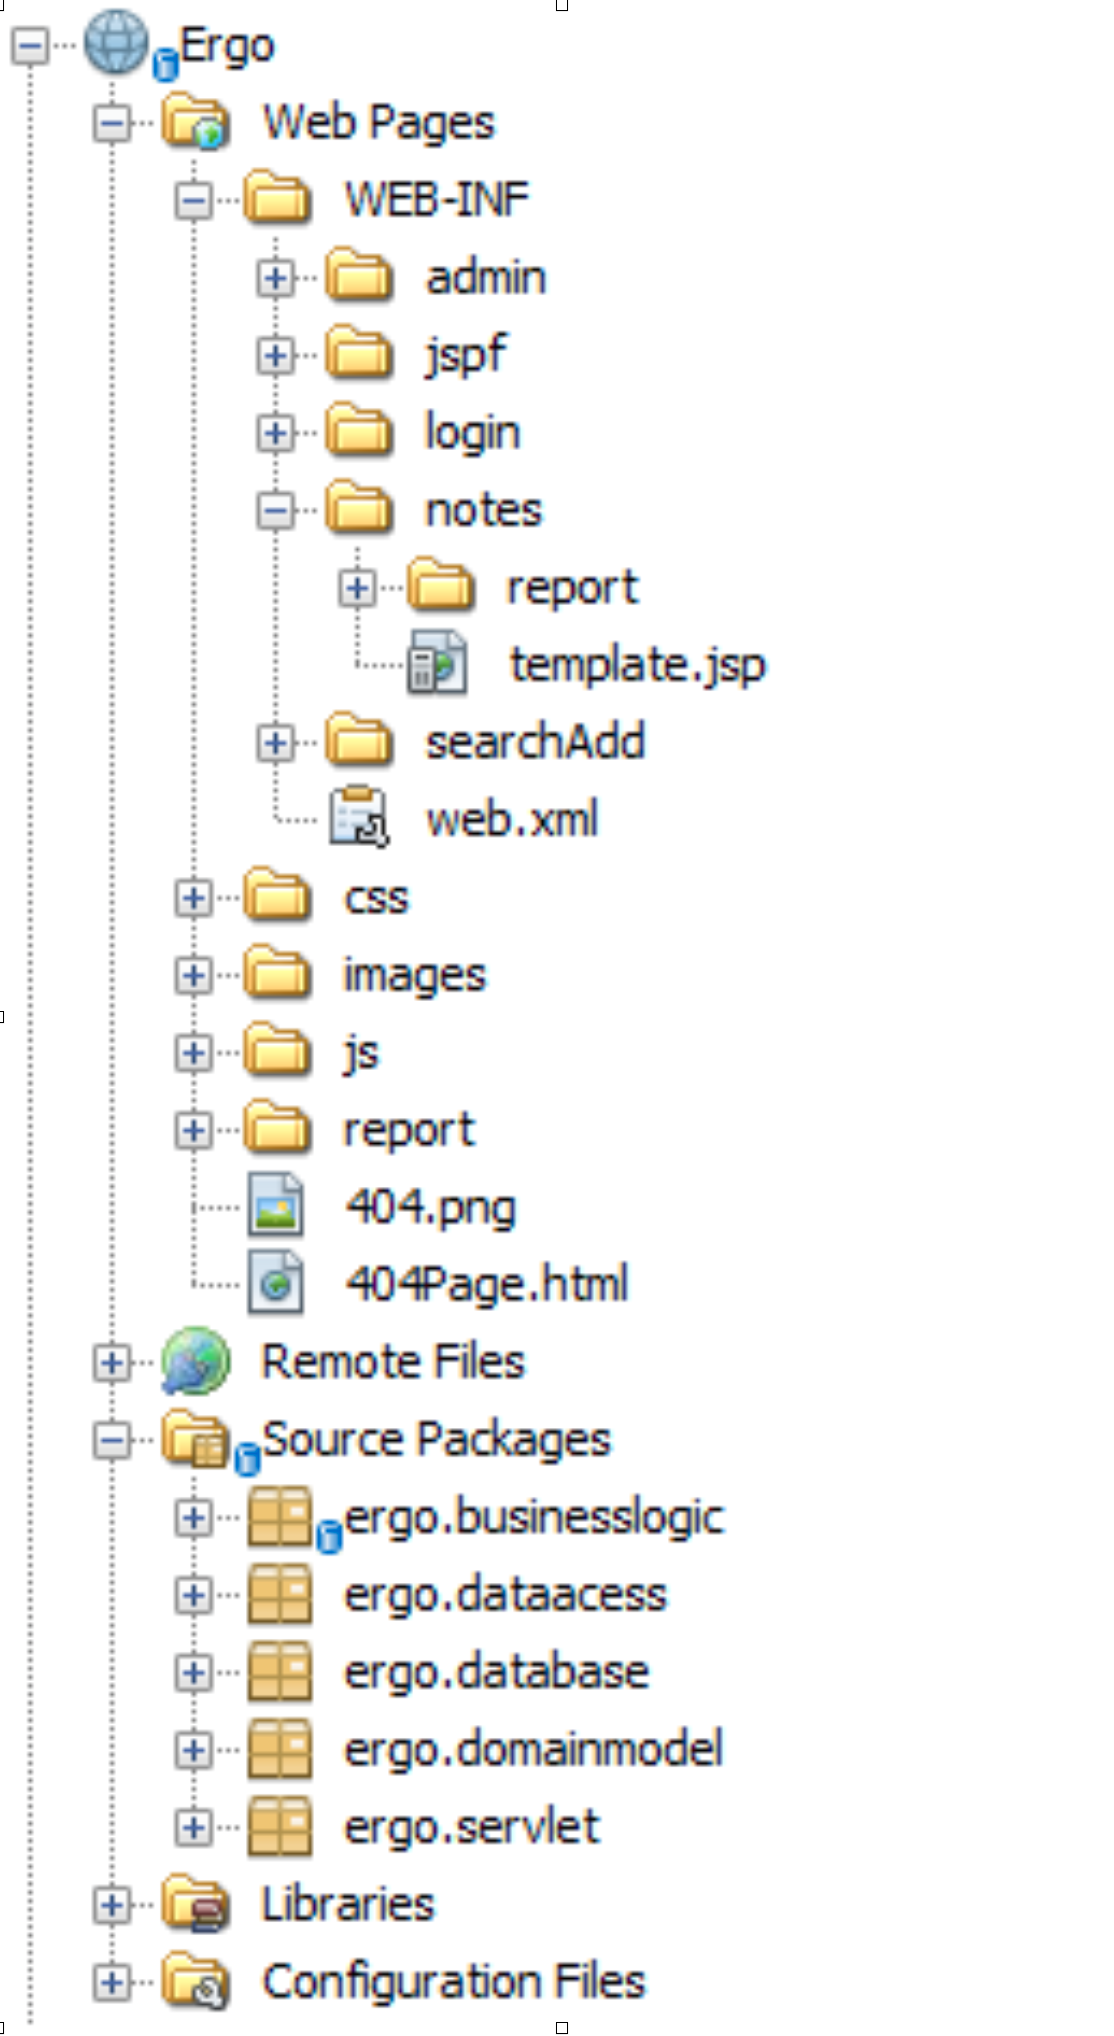 Ergo
Web Pages
WEB-INF
admin
jspf
login
notes
report
template.jsp
searchAdd
web.xml
css
images
js
report
404.png
404Page.html
Remote Files
Source Packages
ergo.businesslogic
ergo.dataacess
ergo.database
ergo.domainmodel
ergo.servlet
Libraries
Configuration Files